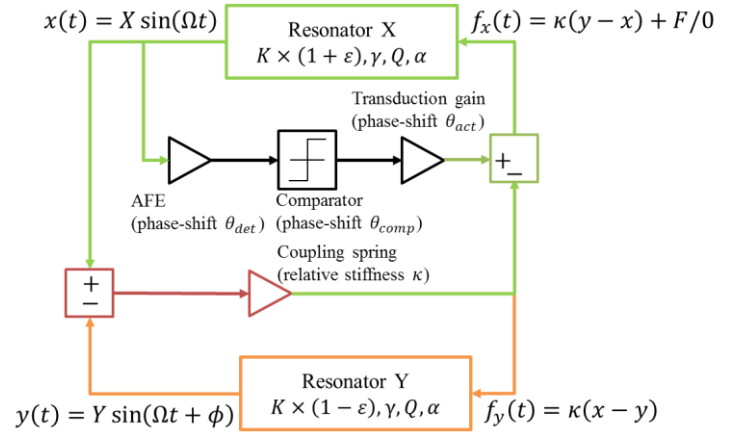 x(t) = X sin(Ωt)
Resonator X
K × (1 + ε), γ, Q, α
f_x(t) = κ(y − x) + F/0
Transduction gain
(phase-shift θ_act)
+
−
AFE
(phase-shift θ_det)
Comparator
(phase-shift θ_comp)
Coupling spring
(relative stiffness κ)
+
−
Resonator Y
K × (1 − ε), γ, Q, α
y(t) = Y sin(Ωt + ϕ)
f_y(t) = κ(x − y)